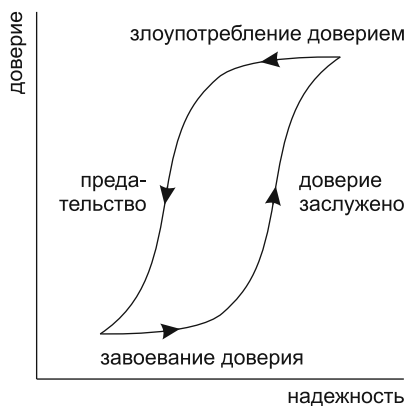 злоупотребление доверием
доверие
преда-
тельство
доверие
заслужено
завоевание доверия
надежность